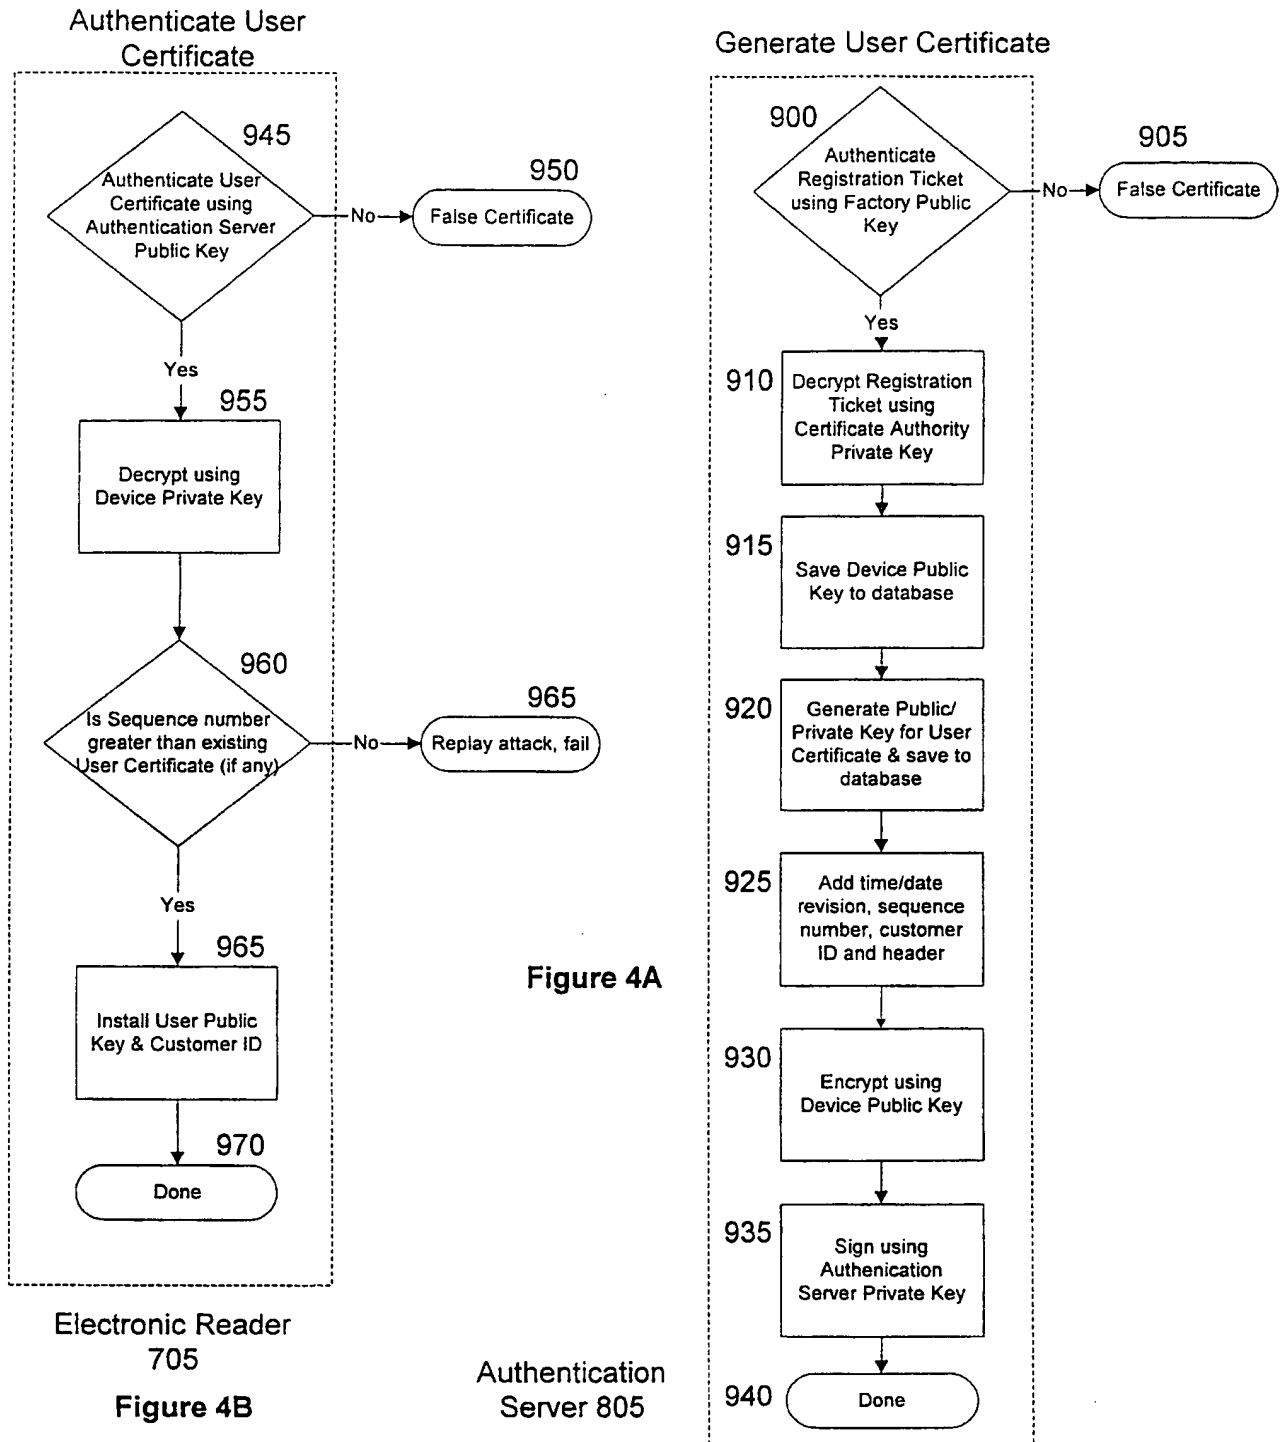 Authenticate User
Certificate
945
Authenticate User
Certificate using
Authentication Server
Public Key
No
950
False Certificate
Yes
955
Decrypt using
Device Private Key
960
Is Sequence number
greater than existing
User Certificate (if any)
No
965
Replay attack, fail
Yes
965
Install User Public
Key & Customer ID
970
Done
Electronic Reader
705
Figure 4B
Generate User Certificate
900
Authenticate
Registration Ticket
using Factory Public
Key
No
905
False Certificate
Yes
910
Decrypt Registration
Ticket using
Certificate Authority
Private Key
915
Save Device Public
Key to database
920
Generate Public/
Private Key for User
Certificate & save to
database
925
Add time/date
revision, sequence
number, customer
ID and header
Figure 4A
930
Encrypt using
Device Public Key
935
Sign using
Authenication
Server Private Key
940
Done
Authentication
Server 805